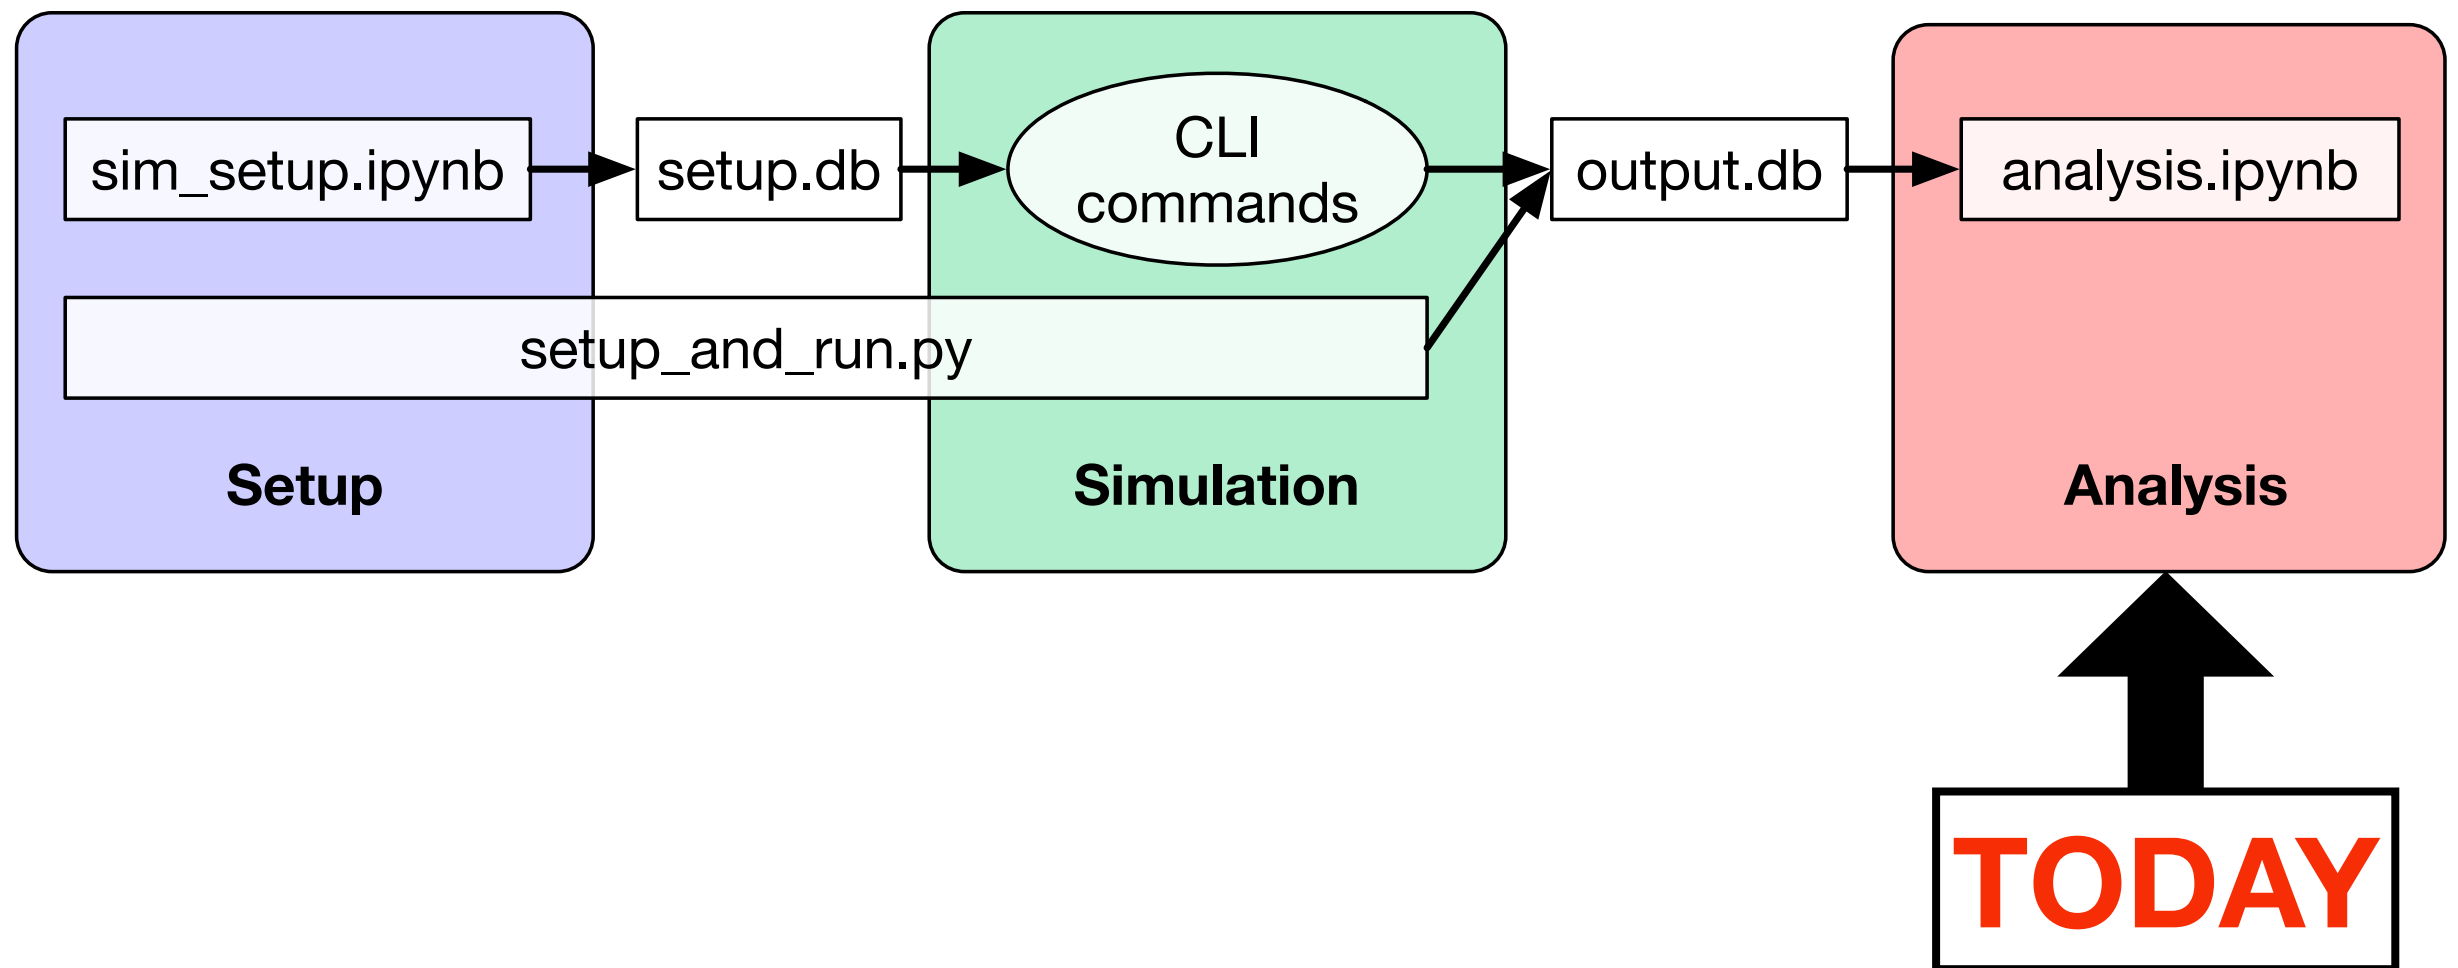 sim_setup.ipynb
setup.db
CLI
commands
output.db
analysis.ipynb
setup_and_run.py
Setup
Simulation
Analysis
TODAY